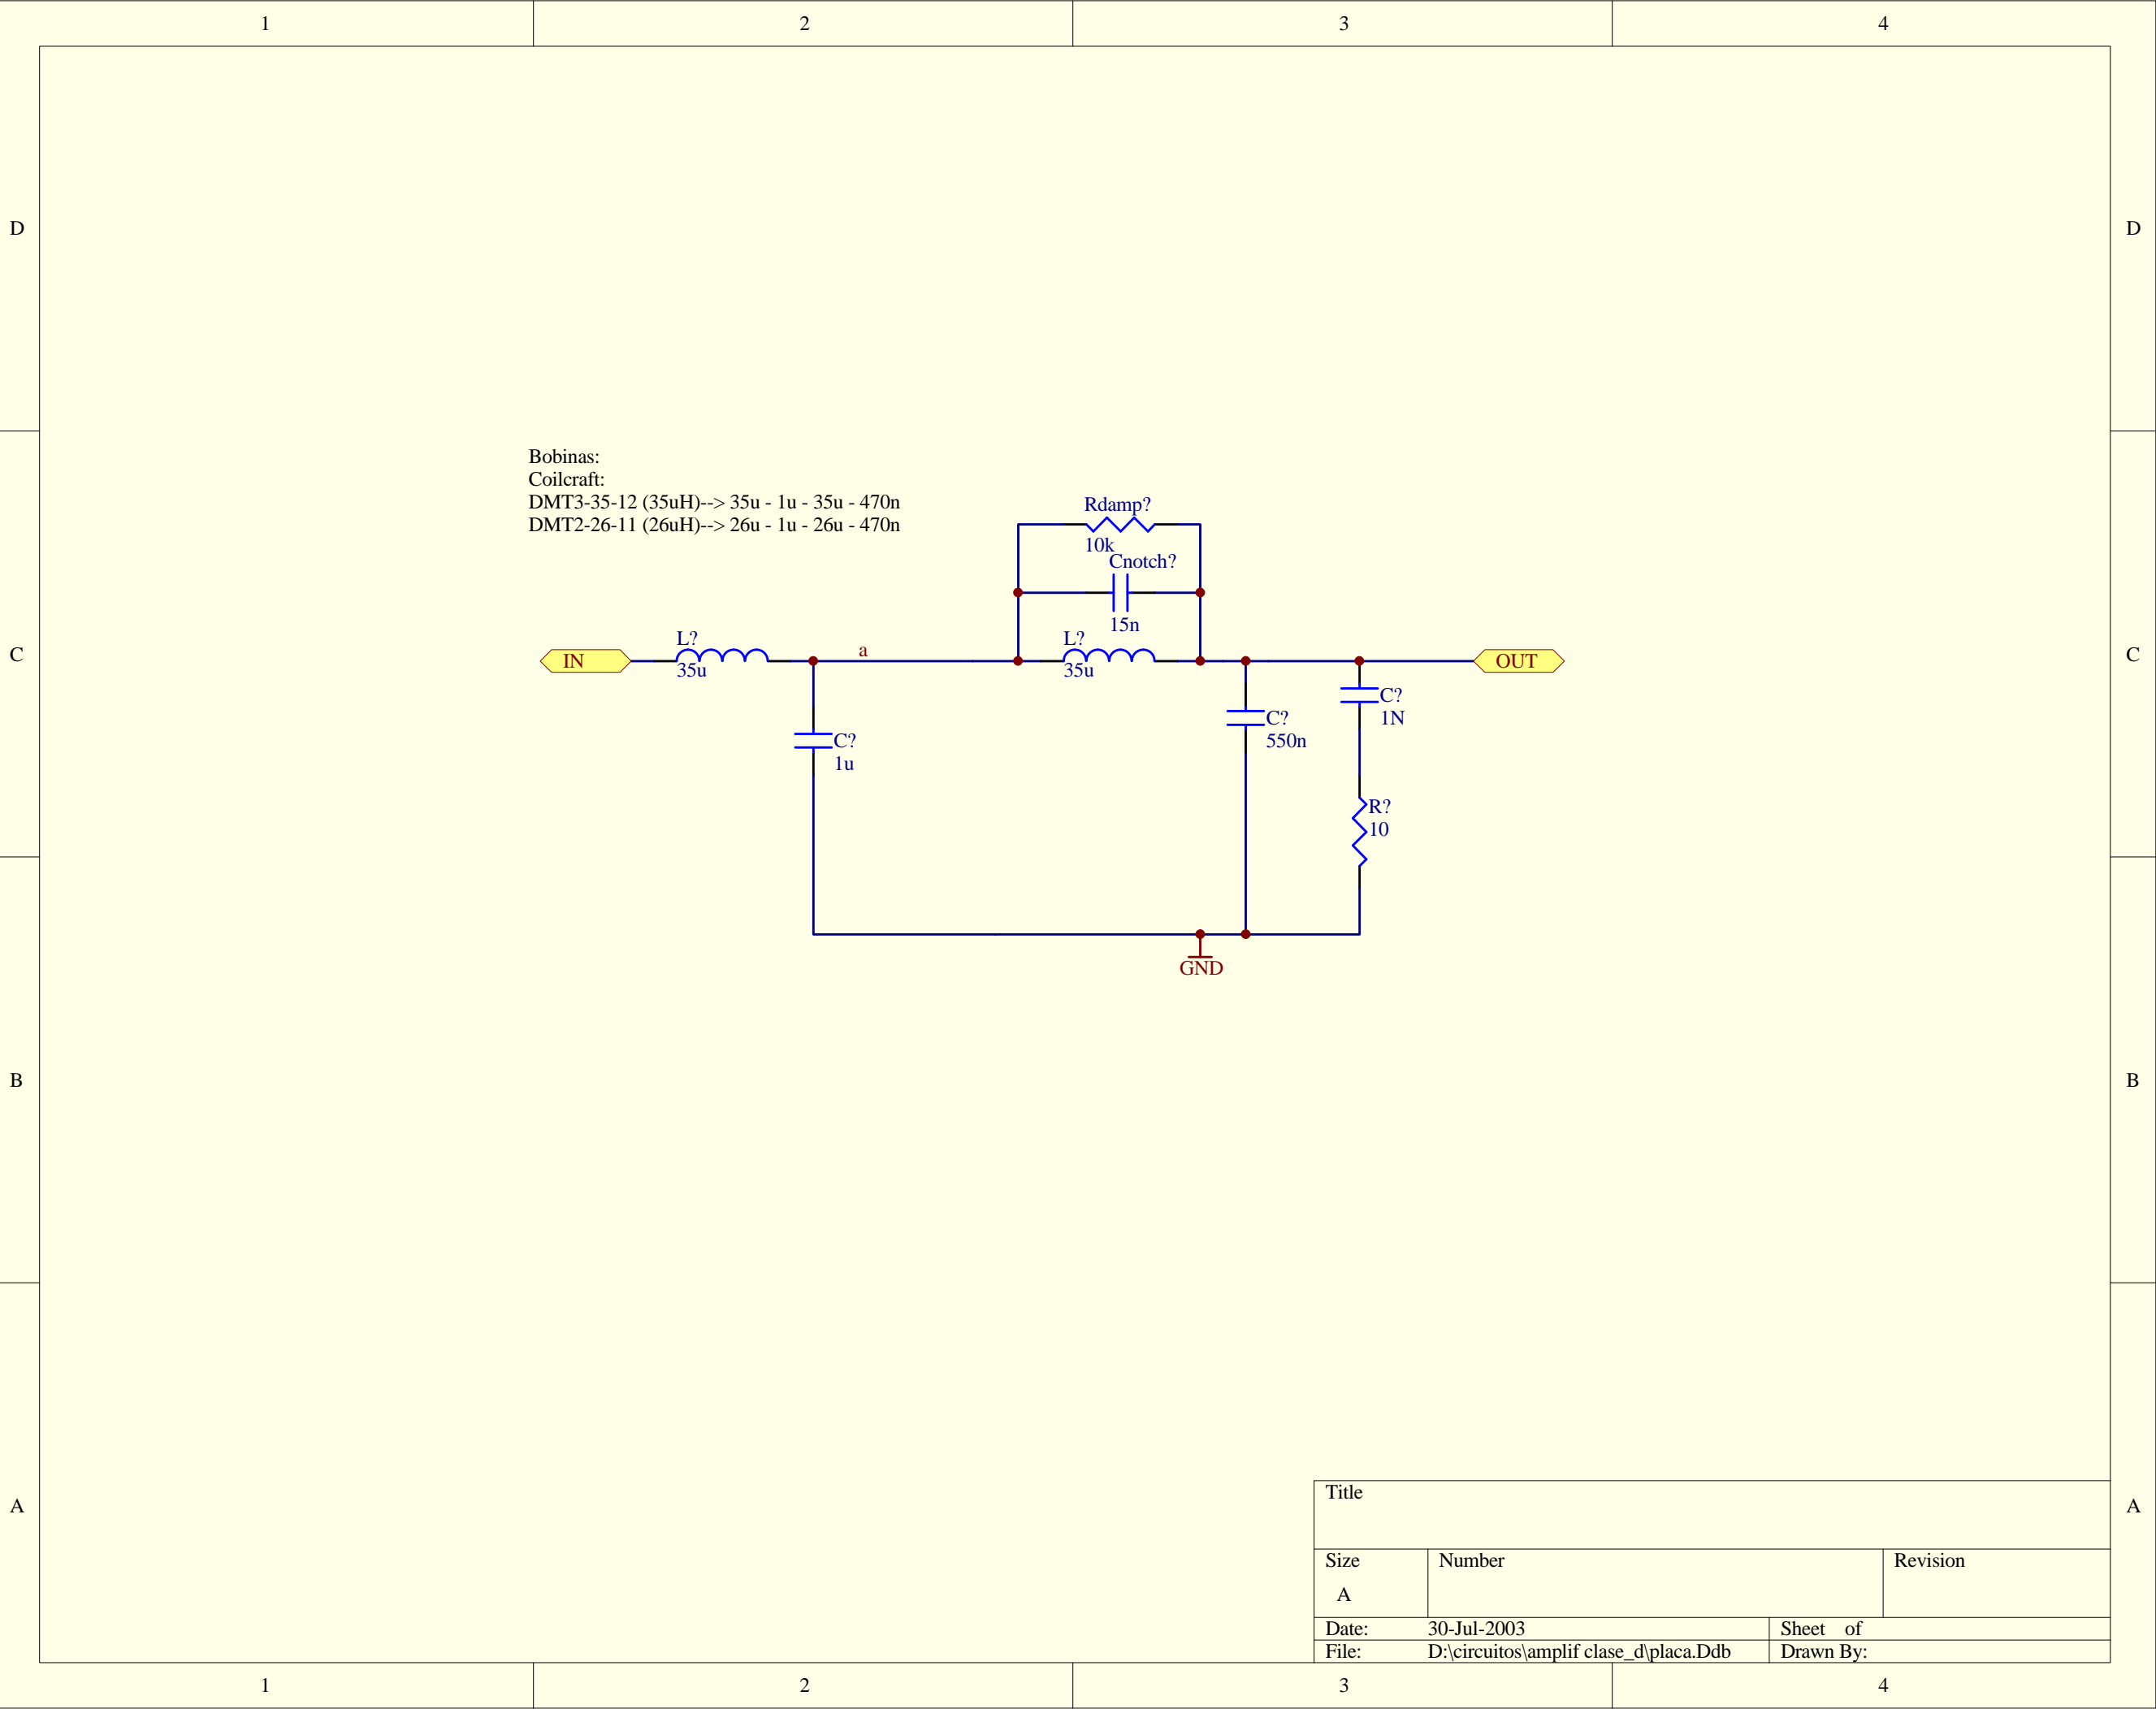 1 2 3 4
D D
Bobinas:
Coilcraft:
DMT3-35-12 (35uH)--> 35u - 1u - 35u - 470n
DMT2-26-11 (26uH)--> 26u - 1u - 26u - 470n
Rdamp?
10k
Cnotch?
15n
L?
35u
a
L?
35u
C C
IN
OUT
C?
1N
C?
550n
C?
1u
R?
10
GND
B B
A A
Title
Size
A
Number
Revision
Date: 30-Jul-2003
Sheet of
File: D:\circuitos\amplif clase_d\placa.Ddb
Drawn By:
1 2 3 4